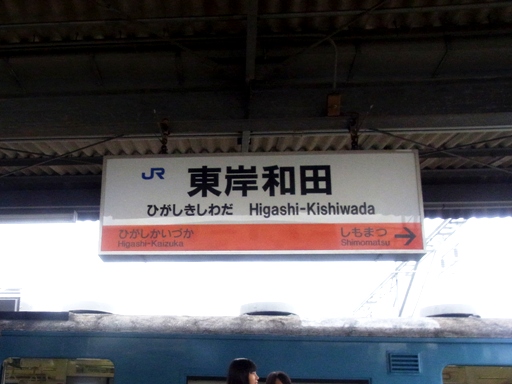 JR 東岸和田
ひがしきしわだ Higashi-Kishiwada
ひがしかいづか しもまつ
Higashi-Kaizuka Shimomatsu